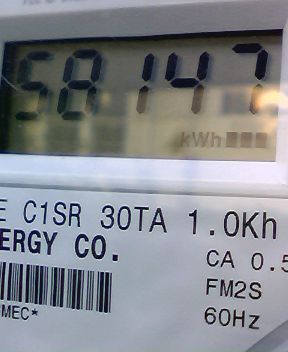 58147
kWh
E C1SR 30TA 1.0Kh
ERGY CO.
CA 0.5
FM2S
MEC*
60Hz